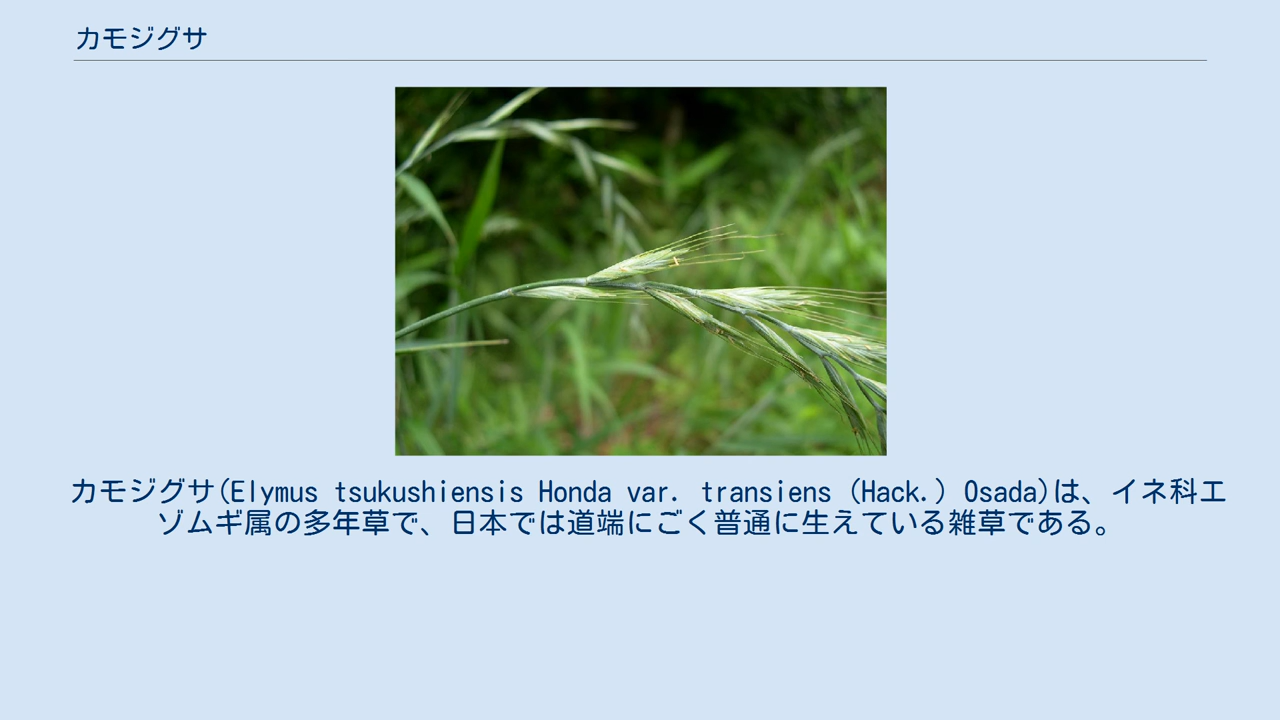 カモジグサ
カモジグサ(Elymus tsukushiensis Honda var. transiens (Hack.) Osada)は、イネ科エ
ゾムギ属の多年草で、日本では道端にごく普通に生えている雑草である。